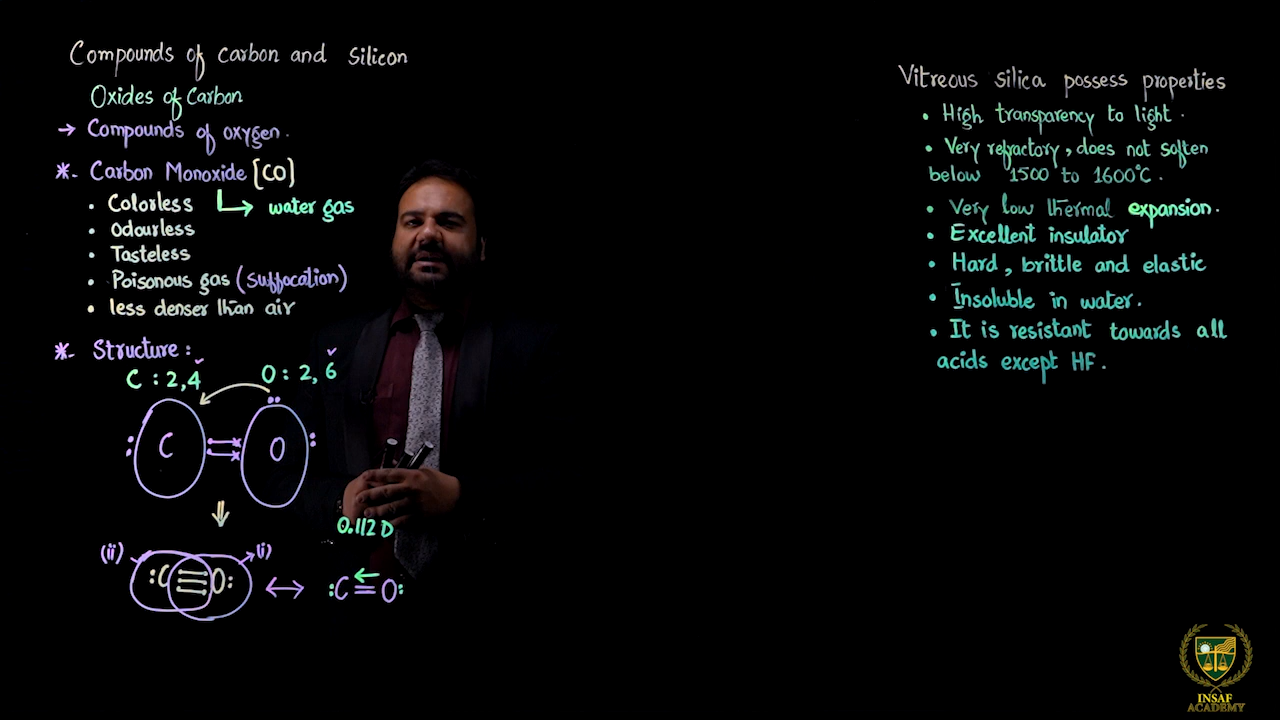 Compounds of Carbon and Silicon
Oxides of Carbon
→ Compounds of oxygen.
*- Carbon Monoxide [CO]
• Colorless → water gas
• Odourless
• Tasteless
• Poisonous gas (suffocation)
• less denser than air
*- Structure:
C : 2,4 O : 2, 6
C O
0.112 D
(ii) (i)
:C≡O: ↔ :C=O:
Vitreous silica possess properties
• High transparency to light.
• Very refractory, does not soften
below 1500 to 1600°C.
• Very low thermal expansion.
• Excellent insulator
• Hard, brittle and elastic
• Insoluble in water.
• It is resistant towards all
acids except HF.
INSAF
ACADEMY